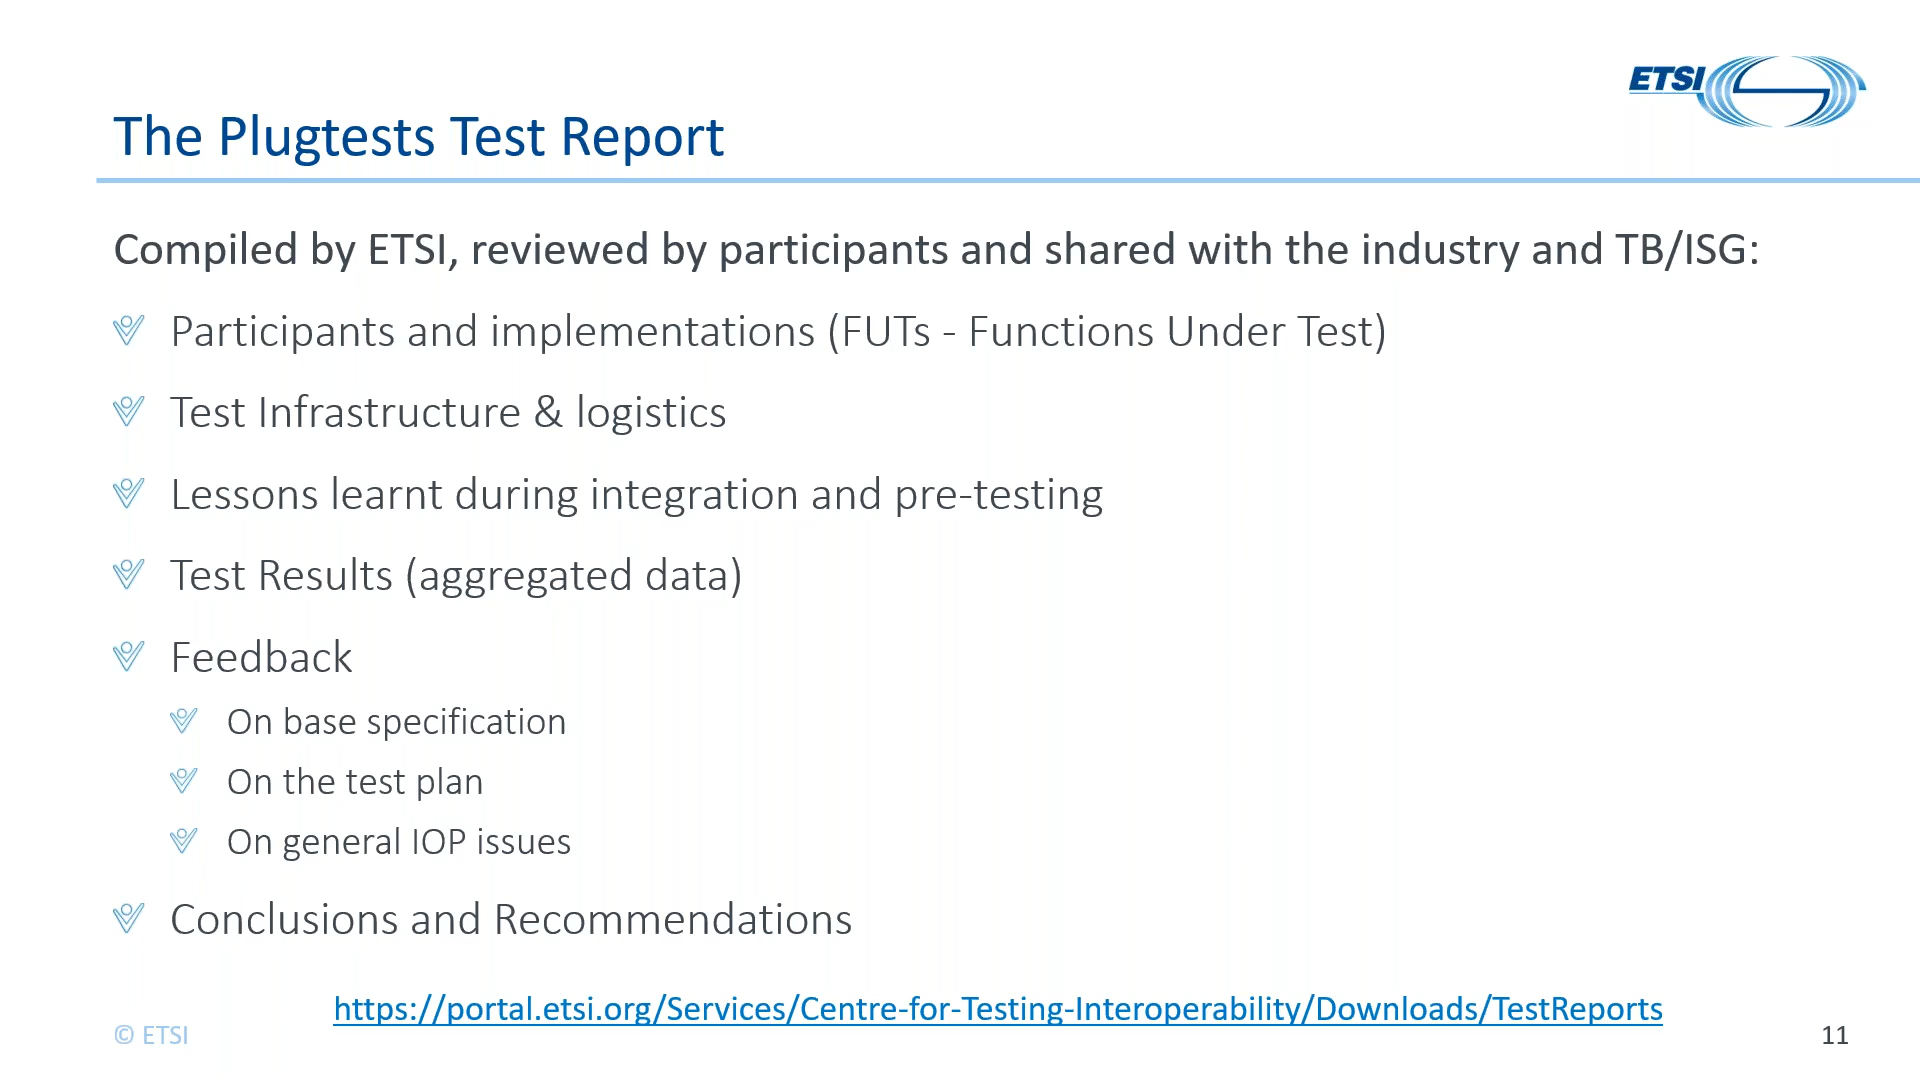 ETSI
The Plugtests Test Report
Compiled by ETSI, reviewed by participants and shared with the industry and TB/ISG:
Participants and implementations (FUTs - Functions Under Test)
Test Infrastructure & logistics
Lessons learnt during integration and pre-testing
Test Results (aggregated data)
Feedback
On base specification
On the test plan
On general IOP issues
Conclusions and Recommendations
https://portal.etsi.org/Services/Centre-for-Testing-Interoperability/Downloads/TestReports
© ETSI
11